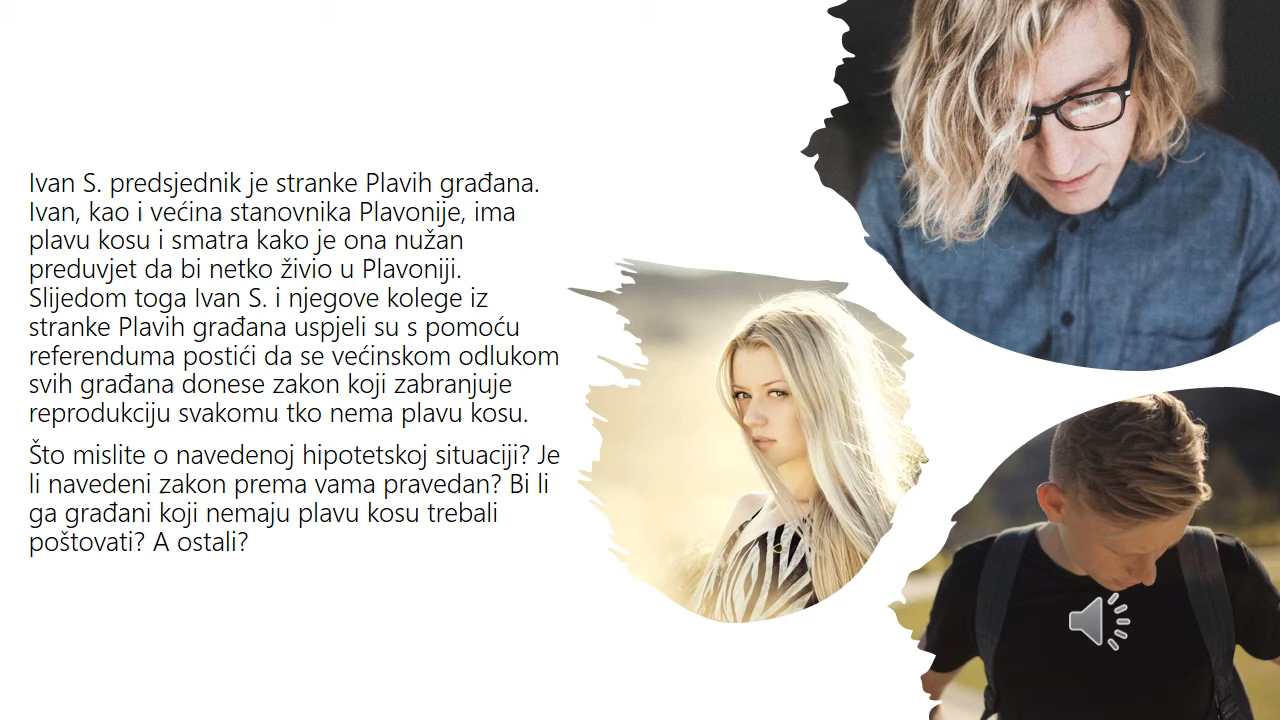 Ivan S. predsjednik je stranke Plavih građana.
Ivan, kao i većina stanovnika Plavonije, ima
plavu kosu i smatra kako je ona nužan
preduvjet da bi netko živio u Plavoniji.
Slijedom toga Ivan S. i njegove kolege iz
stranke Plavih građana uspjeli su s pomoću
referenduma postići da se većinskom odlukom
svih građana donese zakon koji zabranjuje
reprodukciju svakomu tko nema plavu kosu.
Što mislite o navedenoj hipotetskoj situaciji? Je
li navedeni zakon prema vama pravedan? Bi li
ga građani koji nemaju plavu kosu trebali
poštovati? A ostali?